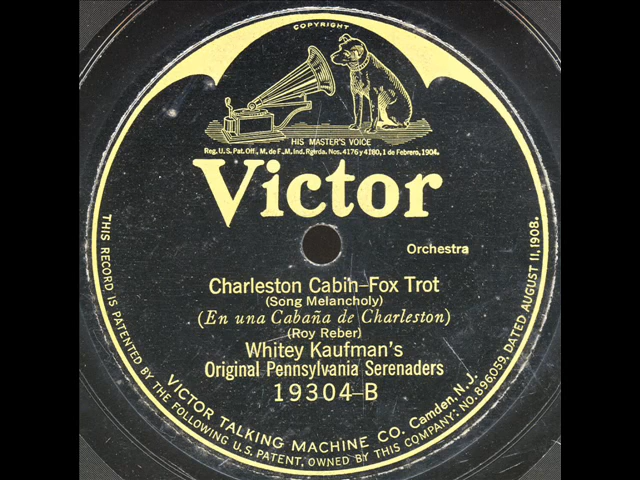 COPYRIGHT
HIS MASTER'S VOICE
Reg. U.S. Pat. Off., M. de F., M. Ind. Rgtrda. Nos. 4176 y 4180, 1 de Febrero, 1904.
Victor
Orchestra
Charleston Cabin-Fox Trot
(Song Melancholy)
(En una Cabaña de Charleston)
(Roy Reber)
Whitey Kaufman's
Original Pennsylvania Serenaders
19304-B
THIS RECORD IS PATENTED BY THE FOLLOWING U.S. PATENT, OWNED BY THIS COMPANY: NO. 896,059, DATED AUGUST 11, 1908.
VICTOR TALKING MACHINE CO. Camden, N.J.